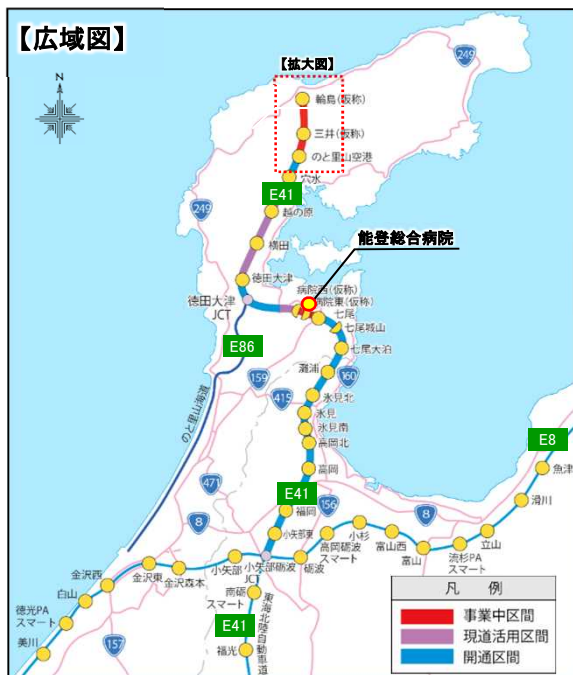 【広域図】
【拡大図】
N
249
輪島(仮称)
三井(仮称)
のと里山空港
穴水
E41
越の原
249
能登総合病院
横田
徳田大津
病院西(仮称)
病院東(仮称)
徳田大津
JCT
七尾
七尾城山
E86
七尾大泊
159
灘浦
160
415
氷見北
のと里山海道
氷見
氷見南
高岡北
E8
471
高岡
魚津
E41
156
8
福岡
8
滑川
小矢部東
高岡砺波
スマート
小杉
富山西
富山
流杉PA
スマート
立山
金沢西
金沢東
金沢森本
小矢部
小矢部砺波
JCT
砺波
白山
南砺
スマート
徳光PA
スマート
東海北陸自動車道
美川
157
E41
福光
凡 例
事業中区間
現道活用区間
開通区間